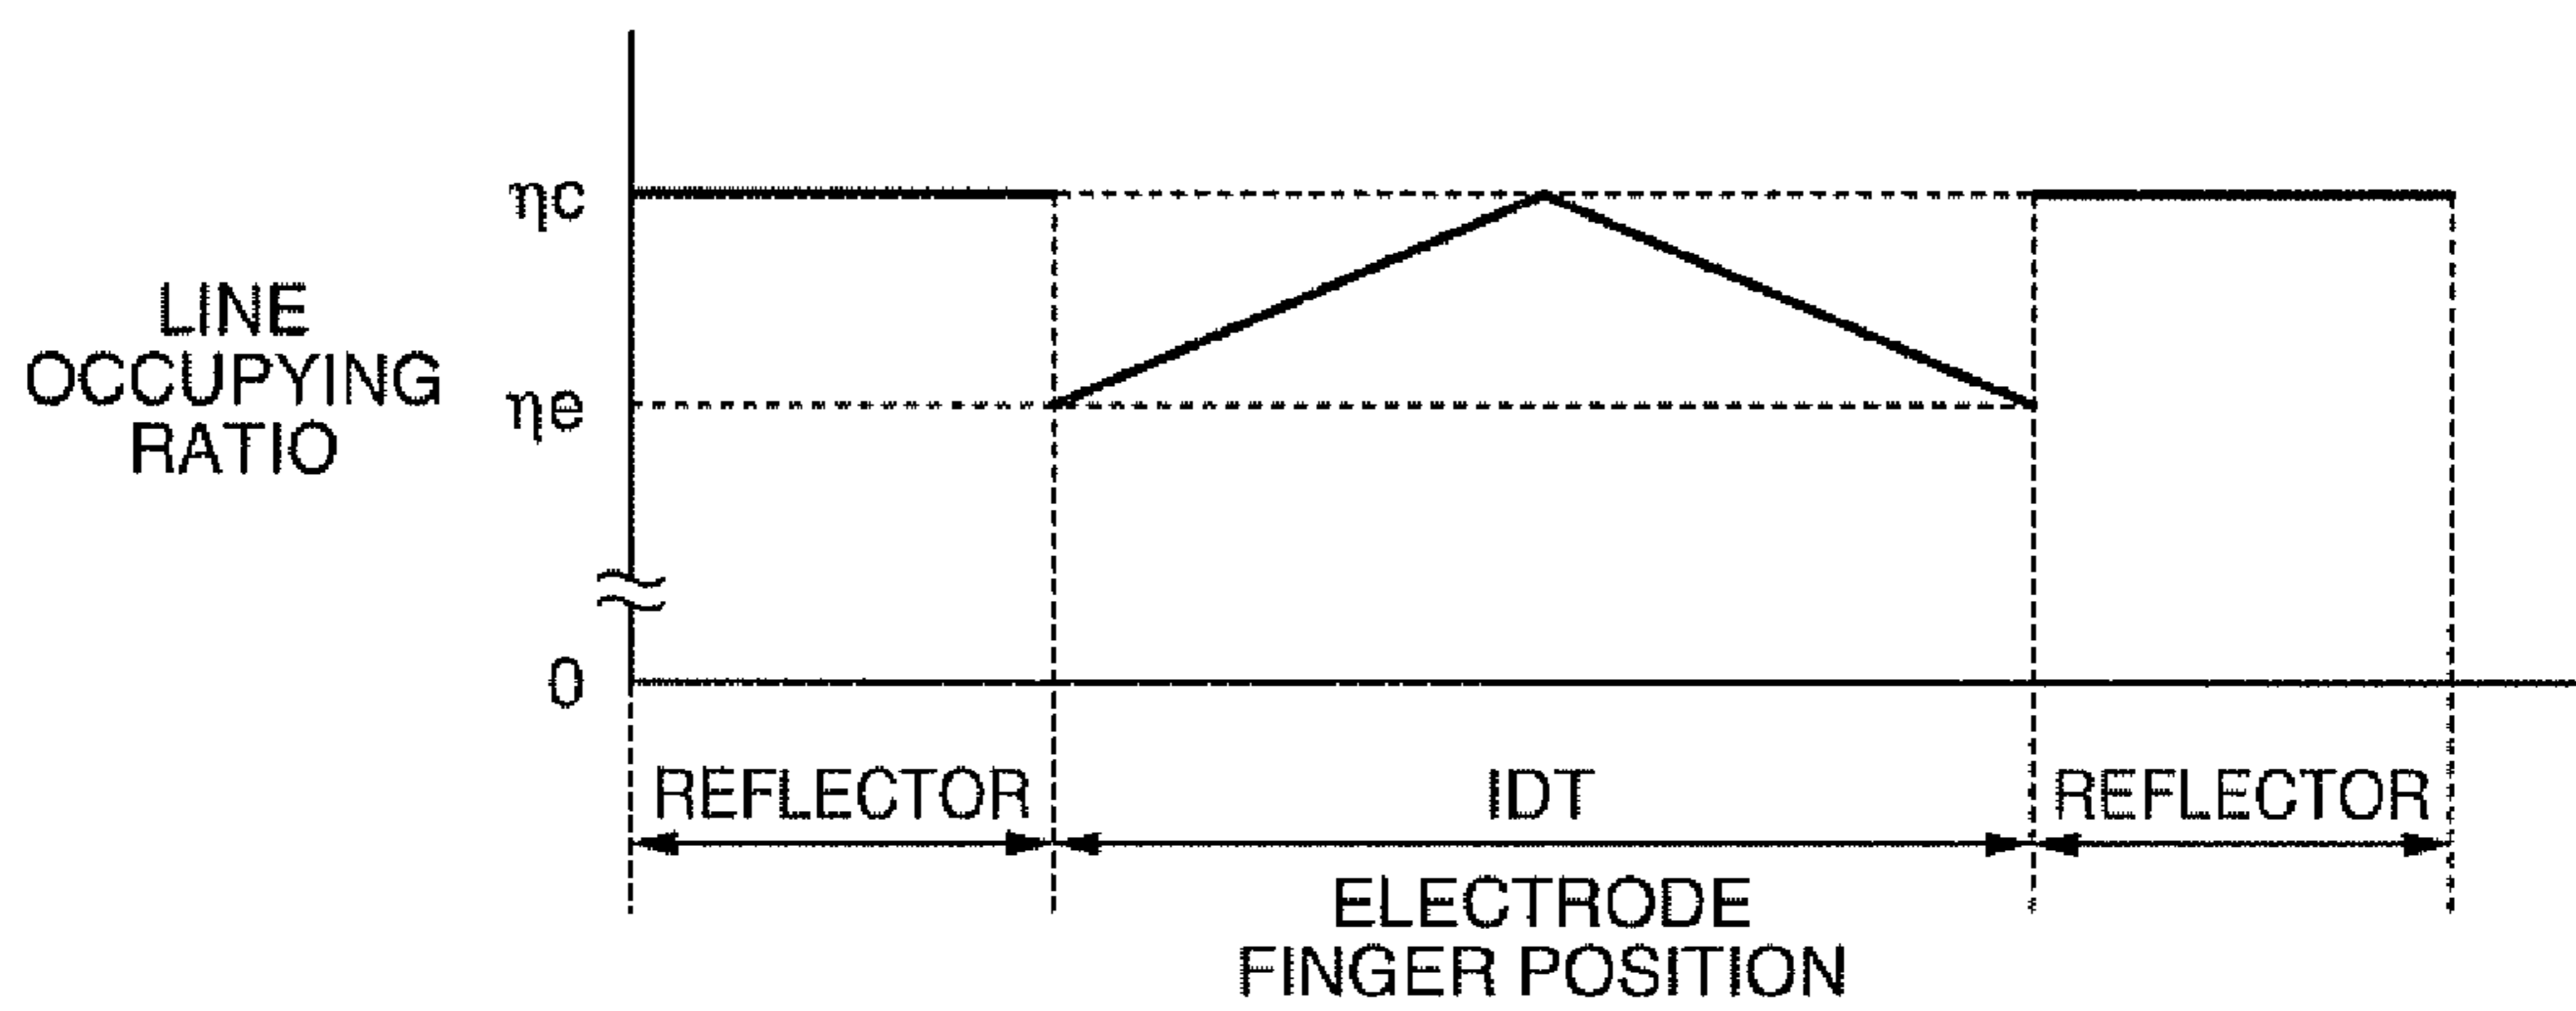 ηc
LINE
OCCUPYING
RATIO
ηe
0
REFLECTOR
IDT
REFLECTOR
ELECTRODE
FINGER POSITION